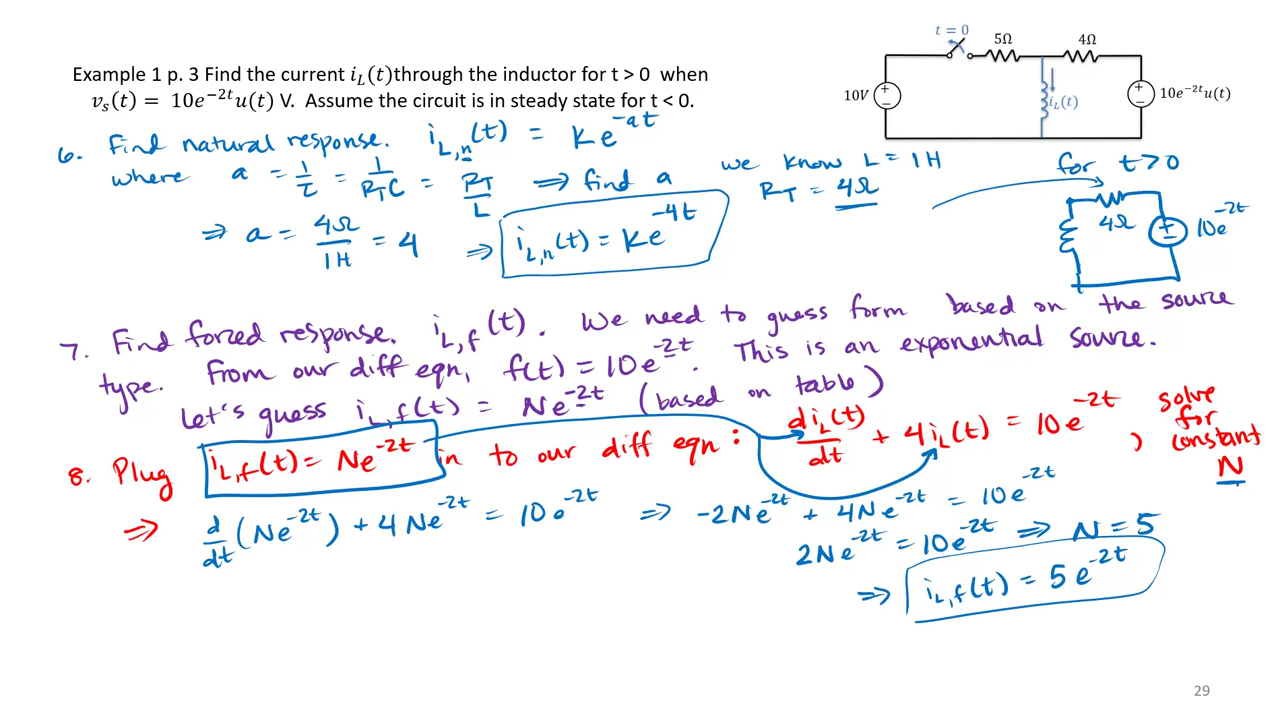 Example 1 p. 3 Find the current i_L(t)through the inductor for t > 0 when
v_s(t) = 10e^{-2t}u(t) V. Assume the circuit is in steady state for t < 0.
t = 0
5Ω
4Ω
10V
+
−
i_L(t)
+
−
10e^{-2t}u(t)
6. Find natural response. i_{L,n}(t) = Ke^{-at}
where a = 1/τ = 1/(R_T C) = R_T/L ⟹ find a
we know L = 1H
R_T = 4Ω
⟹ a = 4Ω/1H = 4 ⟹ i_{L,n}(t) = Ke^{-4t}
for t>0
4Ω
+
−
10e^{-2t}
7. Find forced response. i_{L,f}(t). We need to guess form based on the source
type. From our diff eqn, f(t) = 10e^{-2t}. This is an exponential source.
Let's guess i_{L,f}(t) = Ne^{-2t} (based on table)
8. Plug i_{L,f}(t) = Ne^{-2t} in to our diff eqn: di_L(t)/dt + 4i_L(t) = 10e^{-2t} , solve
for
constant
N
⟹ d/dt (Ne^{-2t}) + 4Ne^{-2t} = 10e^{-2t} ⟹ -2Ne^{-2t} + 4Ne^{-2t} = 10e^{-2t}
2Ne^{-2t} = 10e^{-2t} ⟹ N = 5
⟹ i_{L,f}(t) = 5e^{-2t}
29